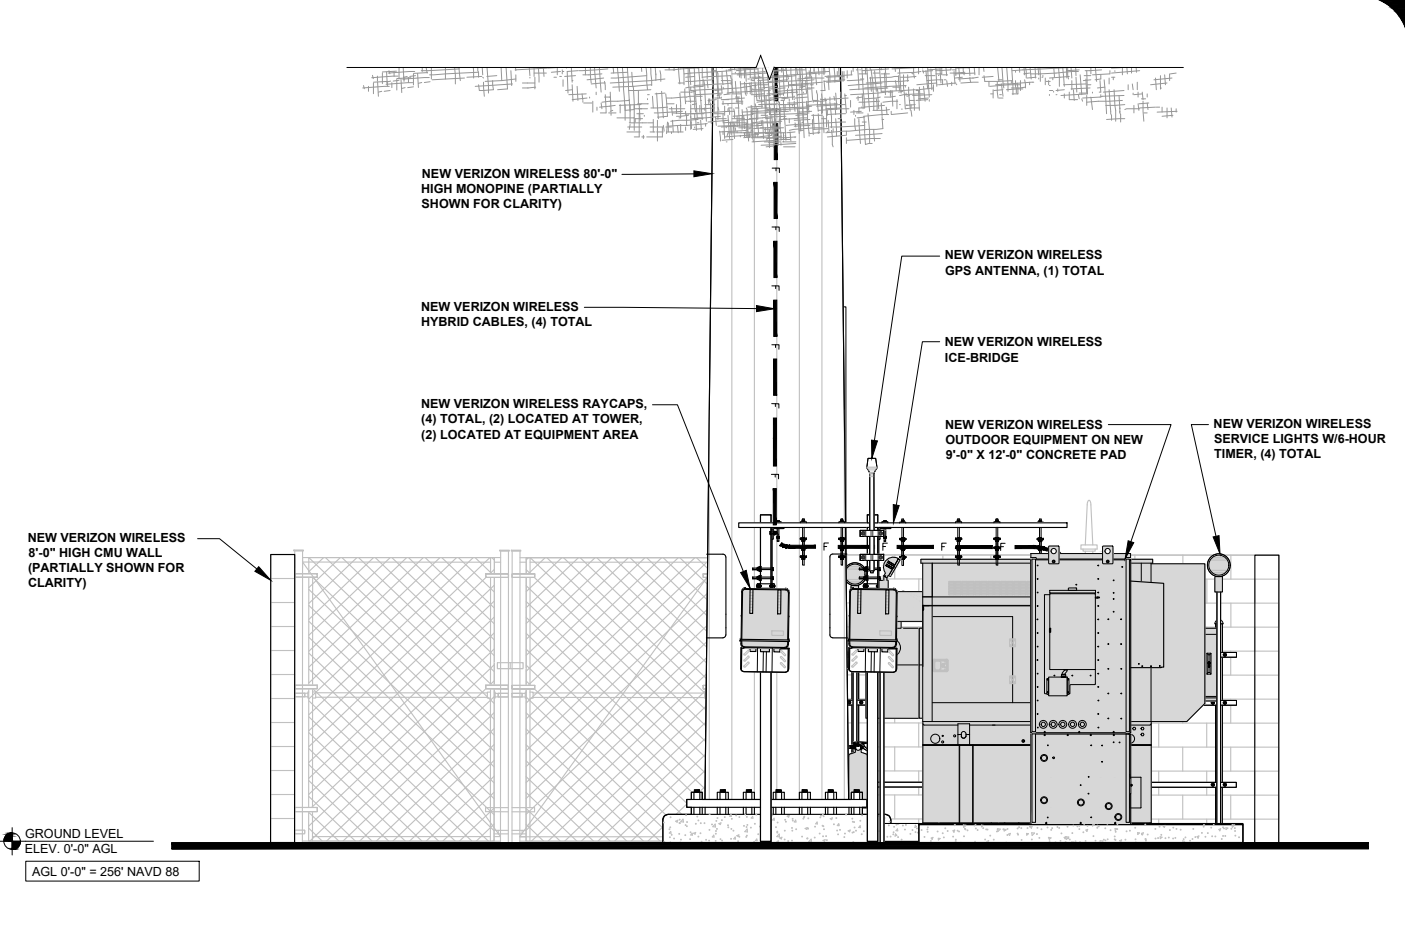 NEW VERIZON WIRELESS 80'-0"
HIGH MONOPINE (PARTIALLY
SHOWN FOR CLARITY)
NEW VERIZON WIRELESS
GPS ANTENNA, (1) TOTAL
NEW VERIZON WIRELESS
HYBRID CABLES, (4) TOTAL
NEW VERIZON WIRELESS
ICE-BRIDGE
NEW VERIZON WIRELESS RAYCAPS,
(4) TOTAL, (2) LOCATED AT TOWER,
(2) LOCATED AT EQUIPMENT AREA
NEW VERIZON WIRELESS
OUTDOOR EQUIPMENT ON NEW
9'-0" X 12'-0" CONCRETE PAD
NEW VERIZON WIRELESS
SERVICE LIGHTS W/6-HOUR
TIMER, (4) TOTAL
NEW VERIZON WIRELESS
8'-0" HIGH CMU WALL
(PARTIALLY SHOWN FOR
CLARITY)
F F F F
GROUND LEVEL
ELEV. 0'-0" AGL
AGL 0'-0" = 256' NAVD 88